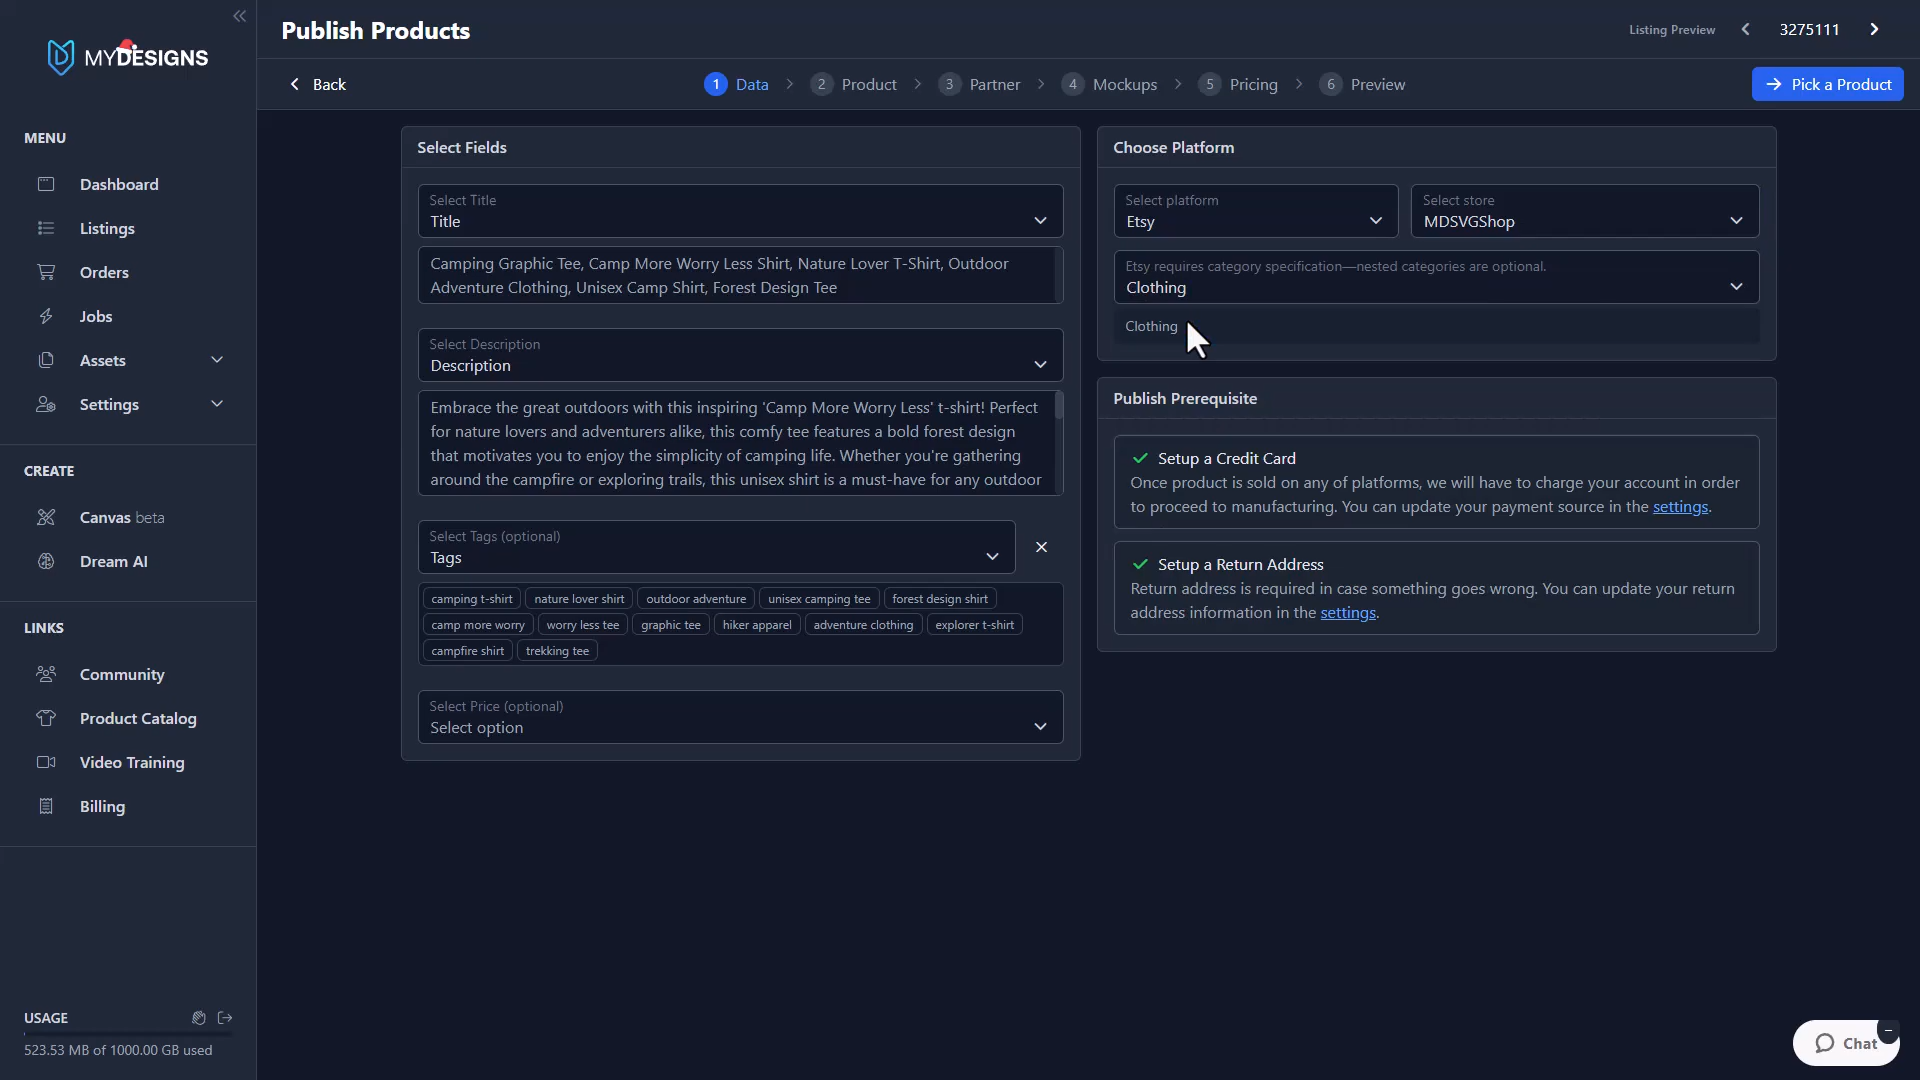 MYDESIGNS
MENU
Dashboard
Listings
Orders
Jobs
Assets
Settings
CREATE
Canvas beta
Dream AI
LINKS
Community
Product Catalog
Video Training
Billing
USAGE
523.53 MB of 1000.00 GB used
Publish Products
Listing Preview
3275111
Back
1 Data
2 Product
3 Partner
4 Mockups
5 Pricing
6 Preview
Pick a Product
Select Fields
Select Title
Title
Camping Graphic Tee, Camp More Worry Less Shirt, Nature Lover T-Shirt, Outdoor
Adventure Clothing, Unisex Camp Shirt, Forest Design Tee
Select Description
Description
Embrace the great outdoors with this inspiring 'Camp More Worry Less' t-shirt! Perfect
for nature lovers and adventurers alike, this comfy tee features a bold forest design
that motivates you to enjoy the simplicity of camping life. Whether you're gathering
around the campfire or exploring trails, this unisex shirt is a must-have for any outdoor
Select Tags (optional)
Tags
camping t-shirt nature lover shirt outdoor adventure unisex camping tee forest design shirt
camp more worry worry less tee graphic tee hiker apparel adventure clothing explorer t-shirt
campfire shirt trekking tee
Select Price (optional)
Select option
Choose Platform
Select platform
Etsy
Select store
MDSVGShop
Etsy requires category specification—nested categories are optional.
Clothing
Clothing
Publish Prerequisite
Setup a Credit Card
Once product is sold on any of platforms, we will have to charge your account in order
to proceed to manufacturing. You can update your payment source in the settings.
Setup a Return Address
Return address is required in case something goes wrong. You can update your return
address information in the settings.
Chat